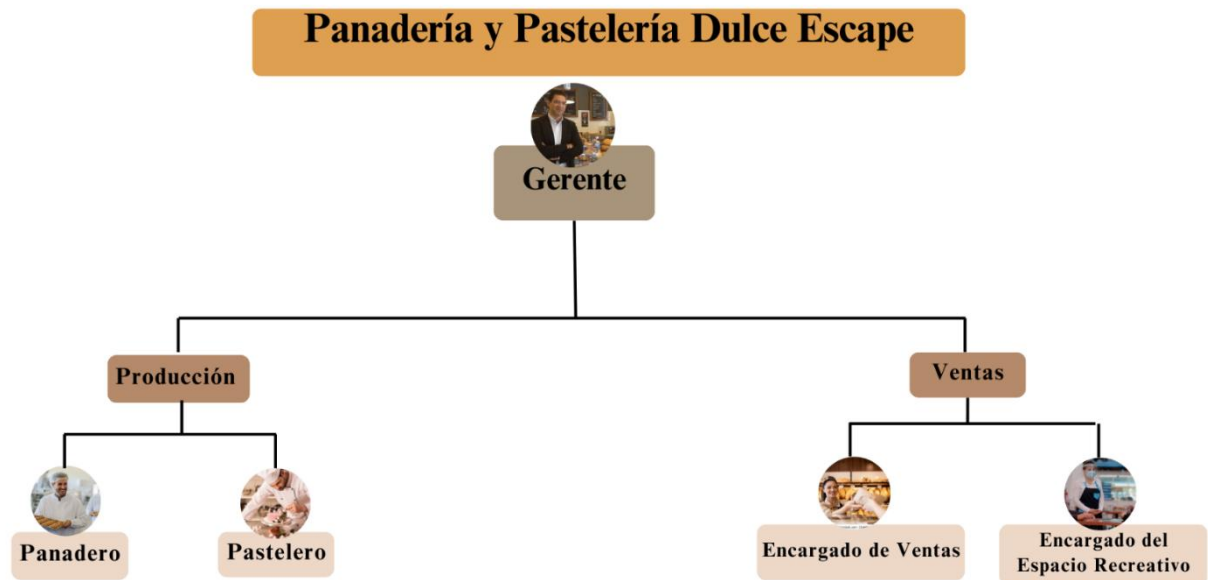 Panadería y Pastelería Dulce Escape
Gerente
Producción
Ventas
Panadero
Pastelero
Encargado de Ventas
Encargado del
Espacio Recreativo